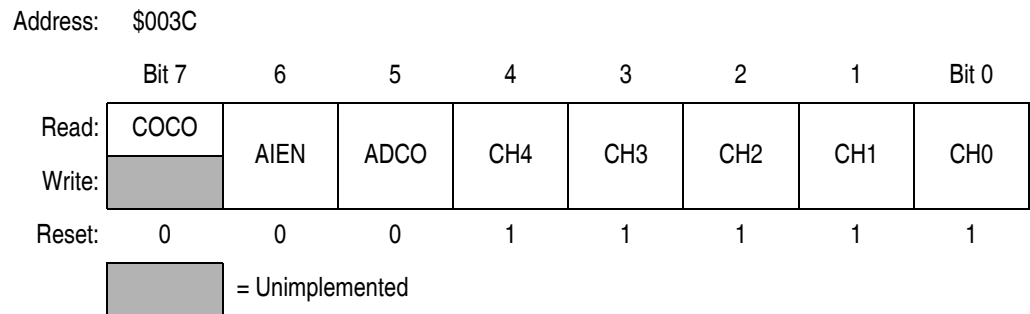 Address: $003C
Bit 7 6 5 4 3 2 1 Bit 0
Read: COCO AIEN ADCO CH4 CH3 CH2 CH1 CH0
Write:
Reset: 0 0 0 1 1 1 1 1
= Unimplemented